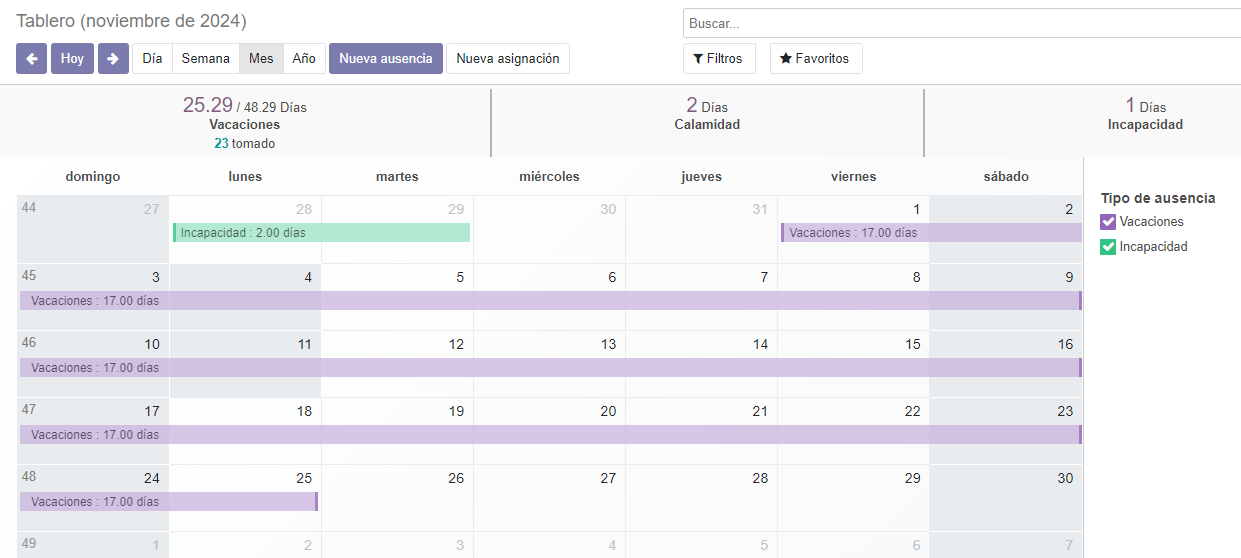 Tablero (noviembre de 2024)
Buscar...
Hoy Día Semana Mes Año Nueva ausencia Nueva asignación Filtros Favoritos
25.29 / 48.29 Días
Vacaciones
23 tomado
2 Días
Calamidad
1 Días
Incapacidad
domingo lunes martes miércoles jueves viernes sábado
44 27 28 29 30 31 1 2
Incapacidad : 2.00 días Vacaciones : 17.00 días
45 3 4 5 6 7 8 9
Vacaciones : 17.00 días
46 10 11 12 13 14 15 16
Vacaciones : 17.00 días
47 17 18 19 20 21 22 23
Vacaciones : 17.00 días
48 24 25 26 27 28 29 30
Vacaciones : 17.00 días
49 1 2 3 4 5 6 7
Tipo de ausencia
Vacaciones
Incapacidad